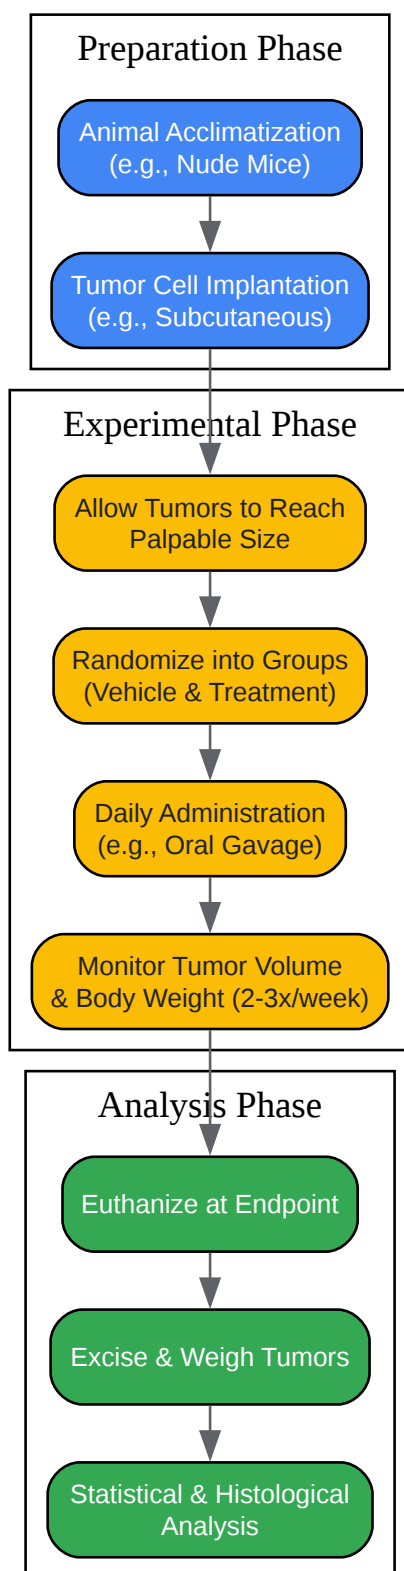 Preparation Phase
Animal Acclimatization
(e.g., Nude Mice)
Tumor Cell Implantation
(e.g., Subcutaneous)
Experimental Phase
Allow Tumors to Reach
Palpable Size
Randomize into Groups
(Vehicle & Treatment)
Daily Administration
(e.g., Oral Gavage)
Monitor Tumor Volume
& Body Weight (2-3x/week)
Analysis Phase
Euthanize at Endpoint
Excise & Weigh Tumors
Statistical & Histological
Analysis